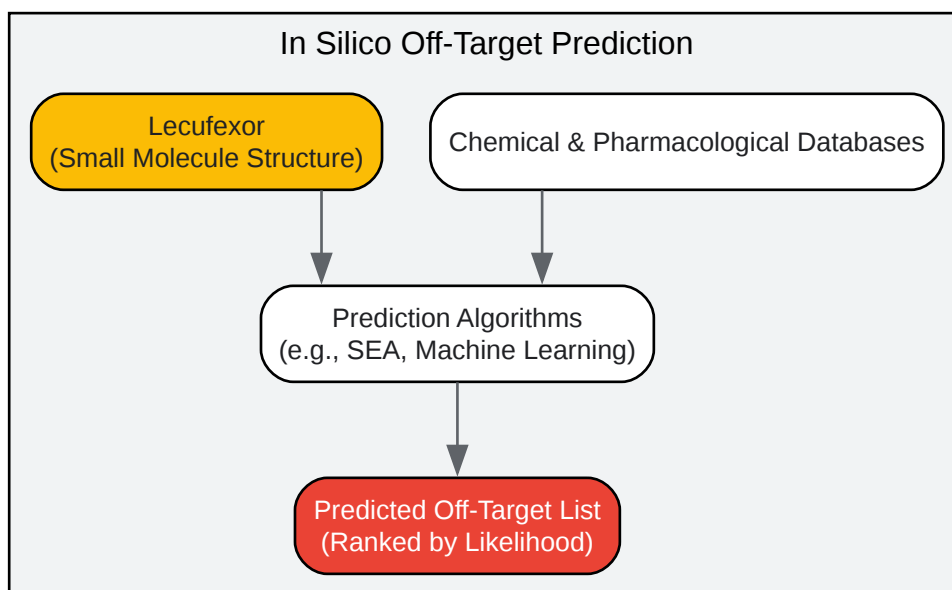 In Silico Off-Target Prediction
Lecufexor
(Small Molecule Structure)
Chemical & Pharmacological Databases
Prediction Algorithms
(e.g., SEA, Machine Learning)
Predicted Off-Target List
(Ranked by Likelihood)